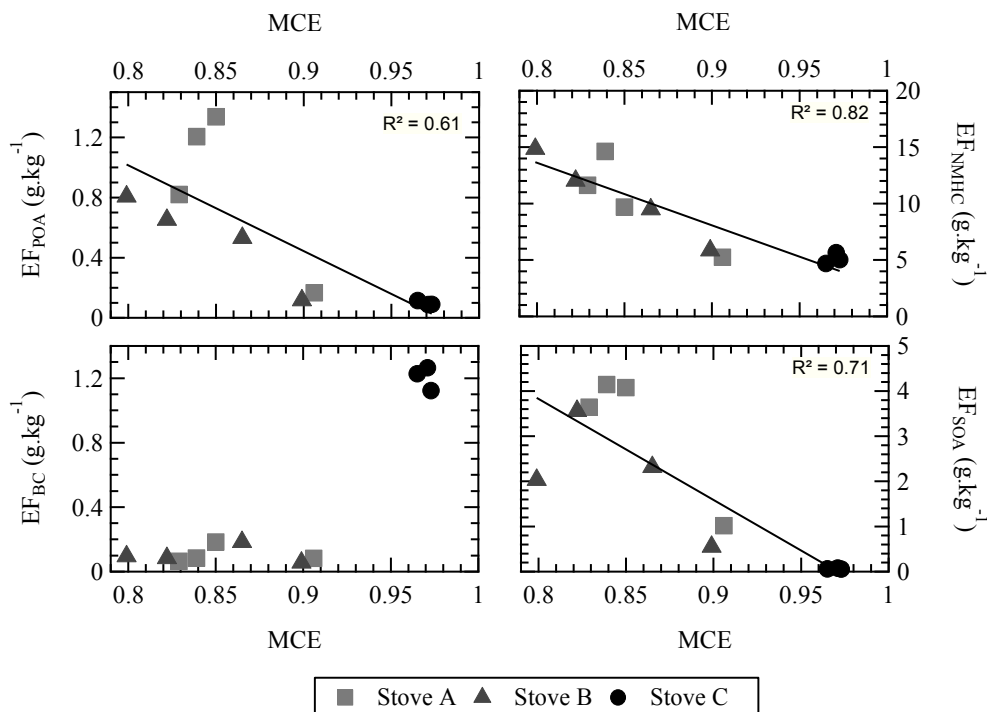 MCE
MCE
0.8 0.85 0.9 0.95 1
0.8 0.85 0.9 0.95 1
R² = 0.61
1.2
0.8
0.4
0
EF_POA (g.kg⁻¹)
R² = 0.82
20
15
10
5
0
EF_NMHC (g.kg⁻¹)
1.2
0.8
0.4
0
EF_BC (g.kg⁻¹)
R² = 0.71
5
4
3
2
1
0
EF_SOA (g.kg⁻¹)
0.8 0.85 0.9 0.95 1
0.8 0.85 0.9 0.95 1
MCE
MCE
Stove A Stove B Stove C